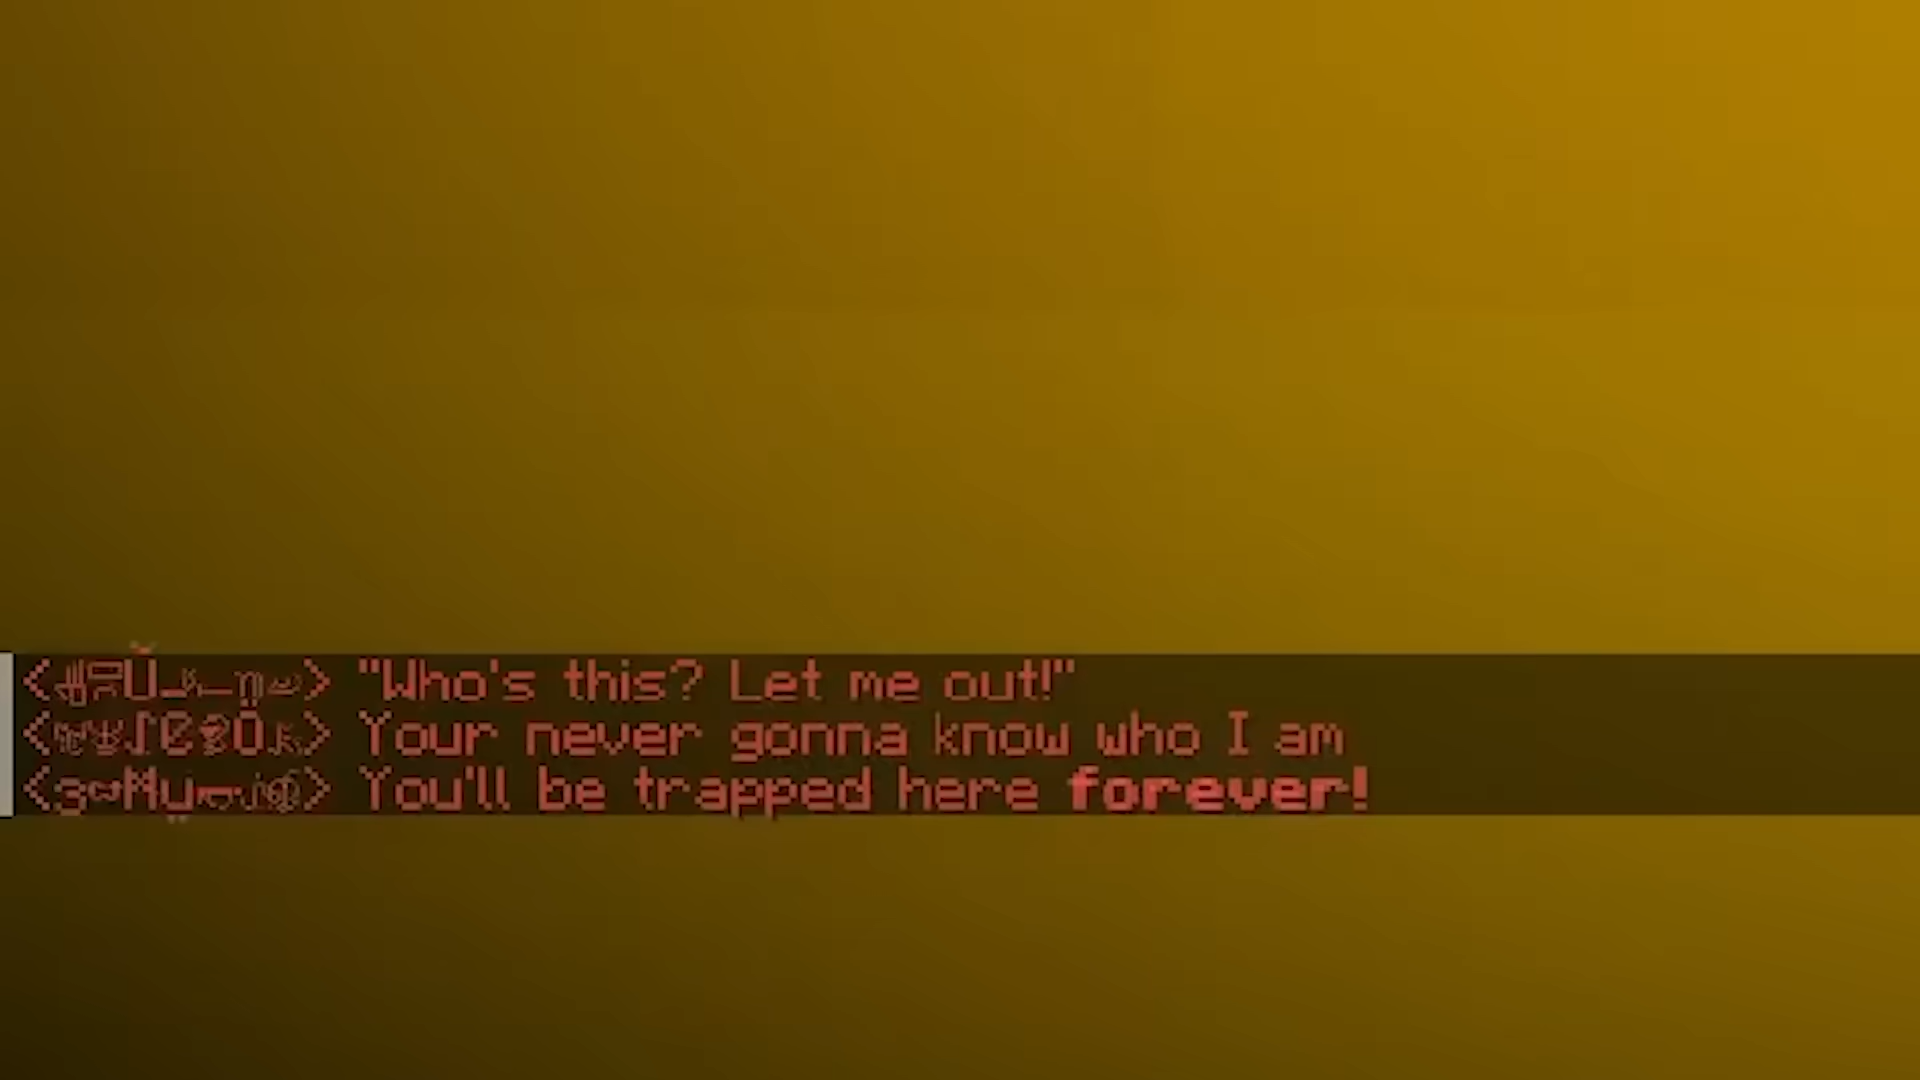 "Who's this? Let me out!"
Your never gonna know who I am
You'll be trapped here forever!